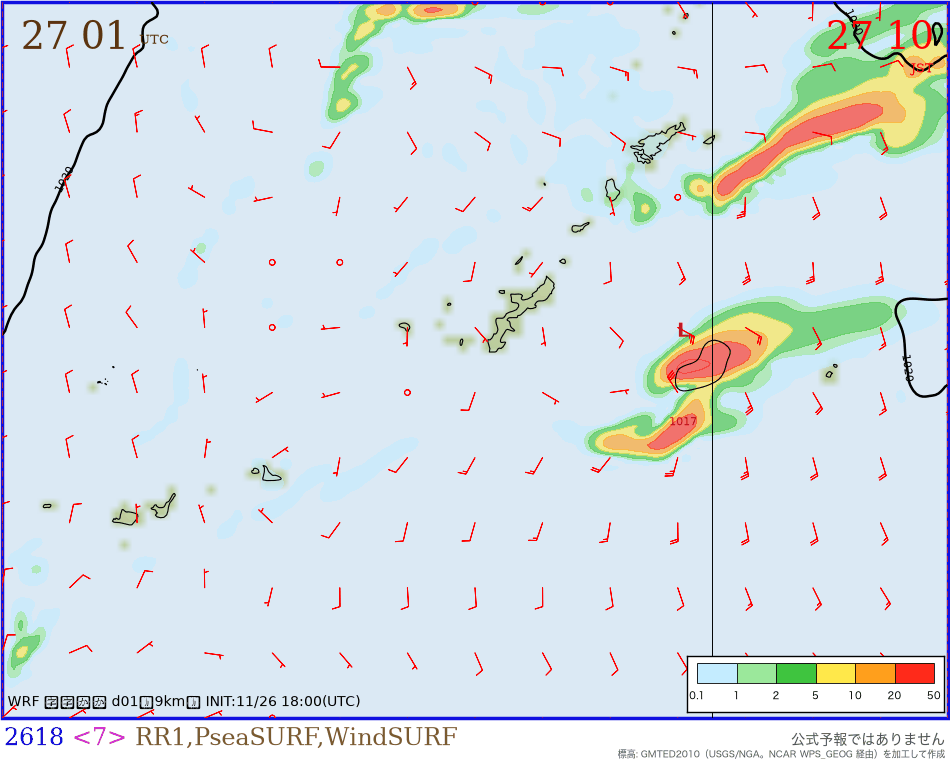 27 01 UTC
27 10 JST
1020
1020
L
1020
1017
WRF d01 9km INIT:11/26 18:00(UTC)
0.1 1 2 5 10 20 50
2618 <7> RR1,PseaSURF,WindSURF
公式予報ではありません
標高: GMTED2010（USGS/NGA。NCAR WPS_GEOG 経由）を加工して作成